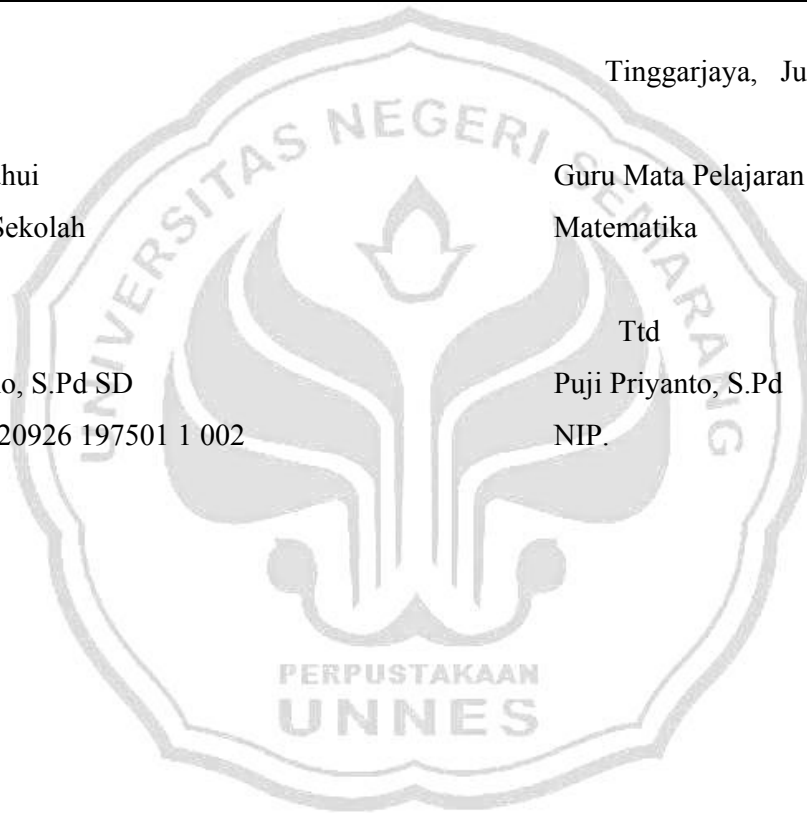 Tinggarjaya, Ju
hui Guru Mata Pelajaran
Sekolah Matematika
Ttd
o, S.Pd SD Puji Priyanto, S.Pd
20926 197501 1 002 NIP.
UNIVERSITAS NEGERI SEMARANG
PERPUSTAKAAN
UNNES